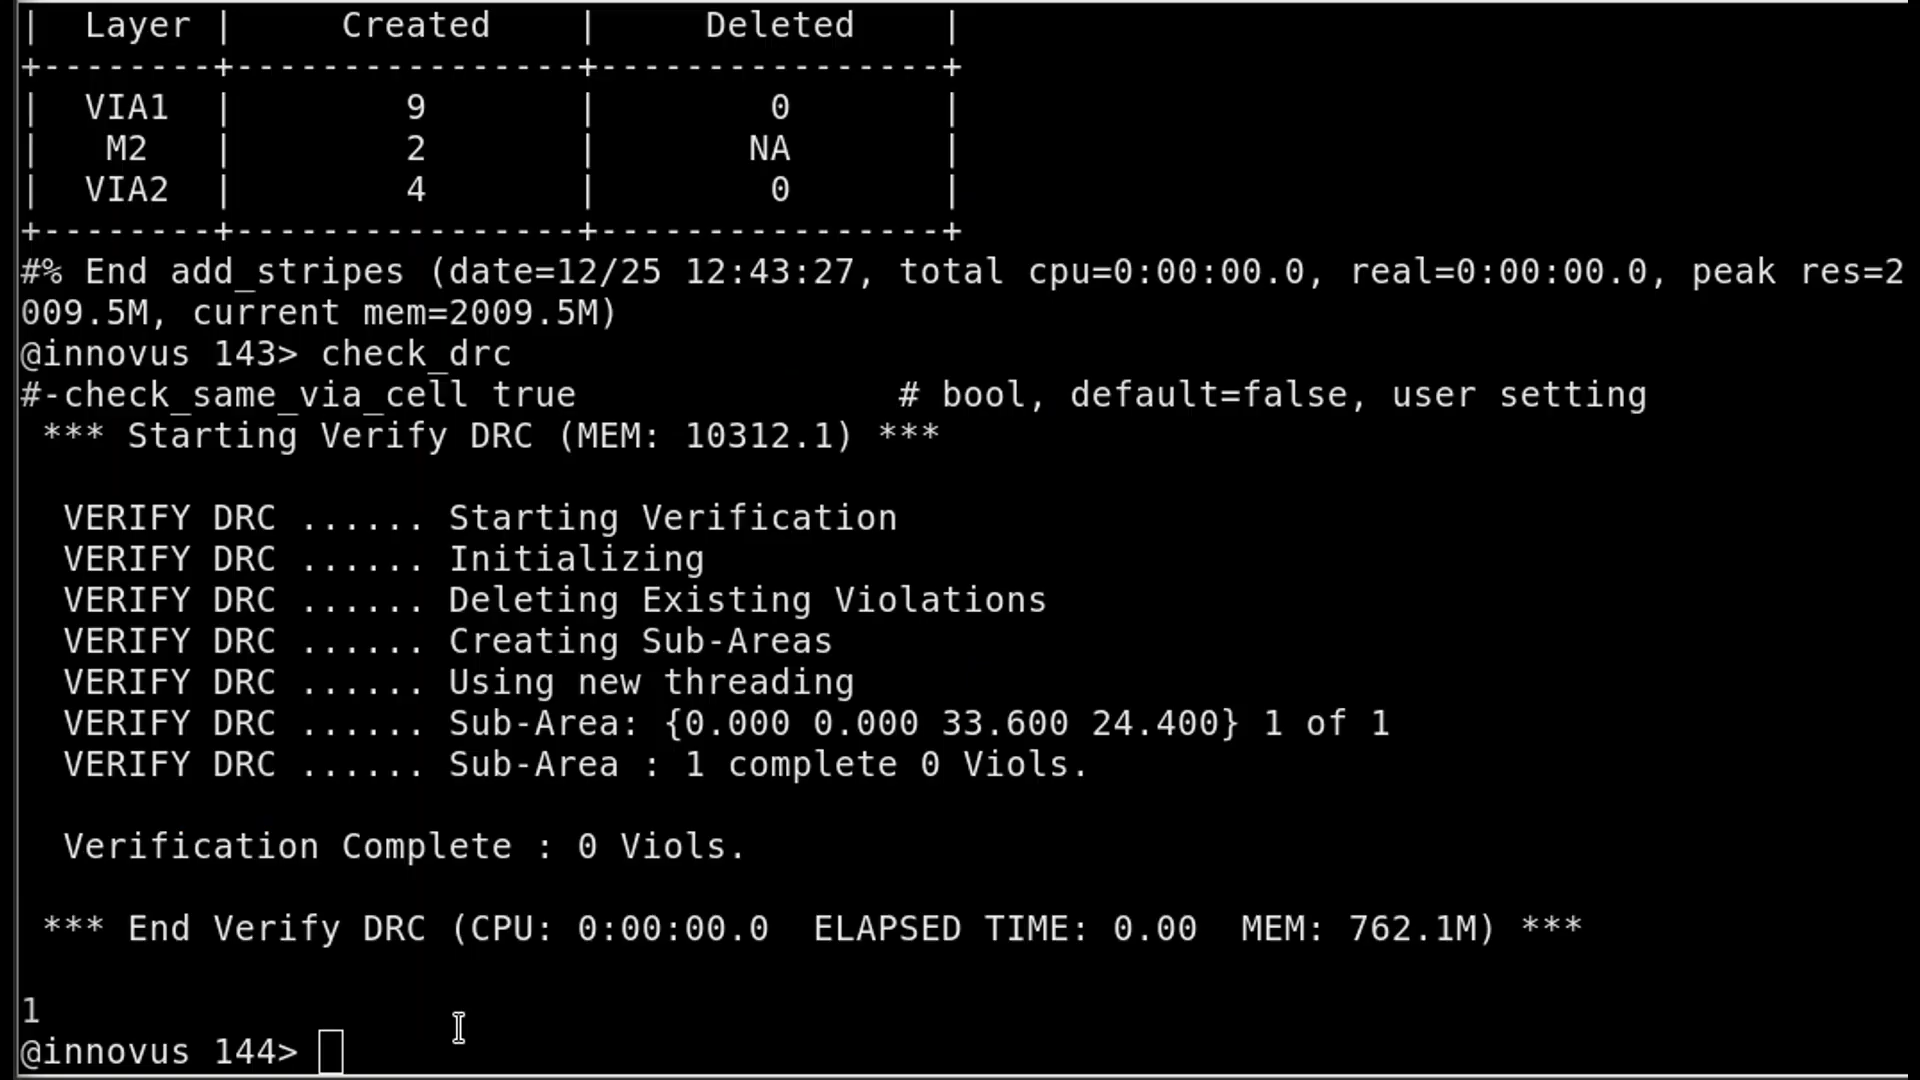 |  Layer |     Created    |     Deleted    |
+--------+----------------+----------------+
|  VIA1  |        9       |        0       |
|   M2   |        2       |       NA       |
|  VIA2  |        4       |        0       |
+--------+----------------+----------------+
#% End add_stripes (date=12/25 12:43:27, total cpu=0:00:00.0, real=0:00:00.0, peak res=2
009.5M, current mem=2009.5M)
@innovus 143> check_drc
#-check_same_via_cell true               # bool, default=false, user setting
 *** Starting Verify DRC (MEM: 10312.1) ***
  VERIFY DRC ...... Starting Verification
  VERIFY DRC ...... Initializing
  VERIFY DRC ...... Deleting Existing Violations
  VERIFY DRC ...... Creating Sub-Areas
  VERIFY DRC ...... Using new threading
  VERIFY DRC ...... Sub-Area: {0.000 0.000 33.600 24.400} 1 of 1
  VERIFY DRC ...... Sub-Area : 1 complete 0 Viols.
  Verification Complete : 0 Viols.
 *** End Verify DRC (CPU: 0:00:00.0  ELAPSED TIME: 0.00  MEM: 762.1M) ***
1
@innovus 144>